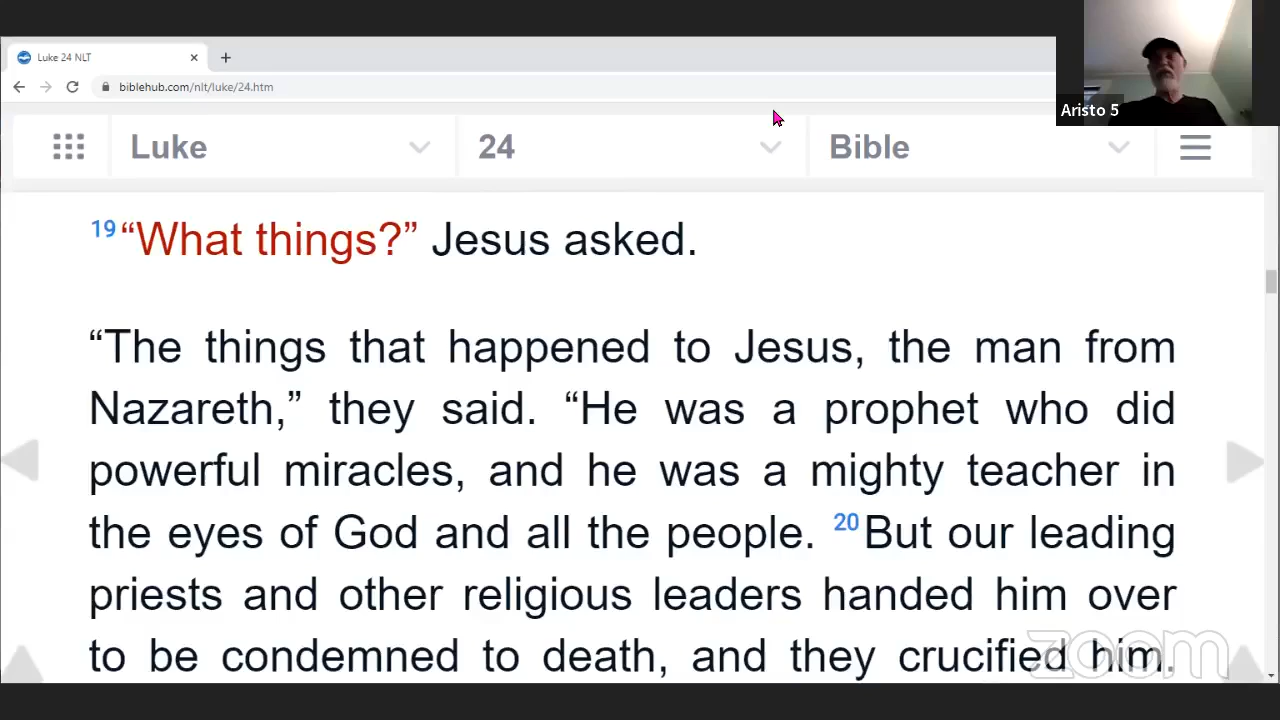 Luke 24 NLT
biblehub.com/nlt/luke/24.htm
Aristo 5
Luke 24 Bible
19 “What things?” Jesus asked.
“The things that happened to Jesus, the man from
Nazareth,” they said. “He was a prophet who did
powerful miracles, and he was a mighty teacher in
the eyes of God and all the people. 20 But our leading
priests and other religious leaders handed him over
to be condemned to death, and they crucified him.
zoom